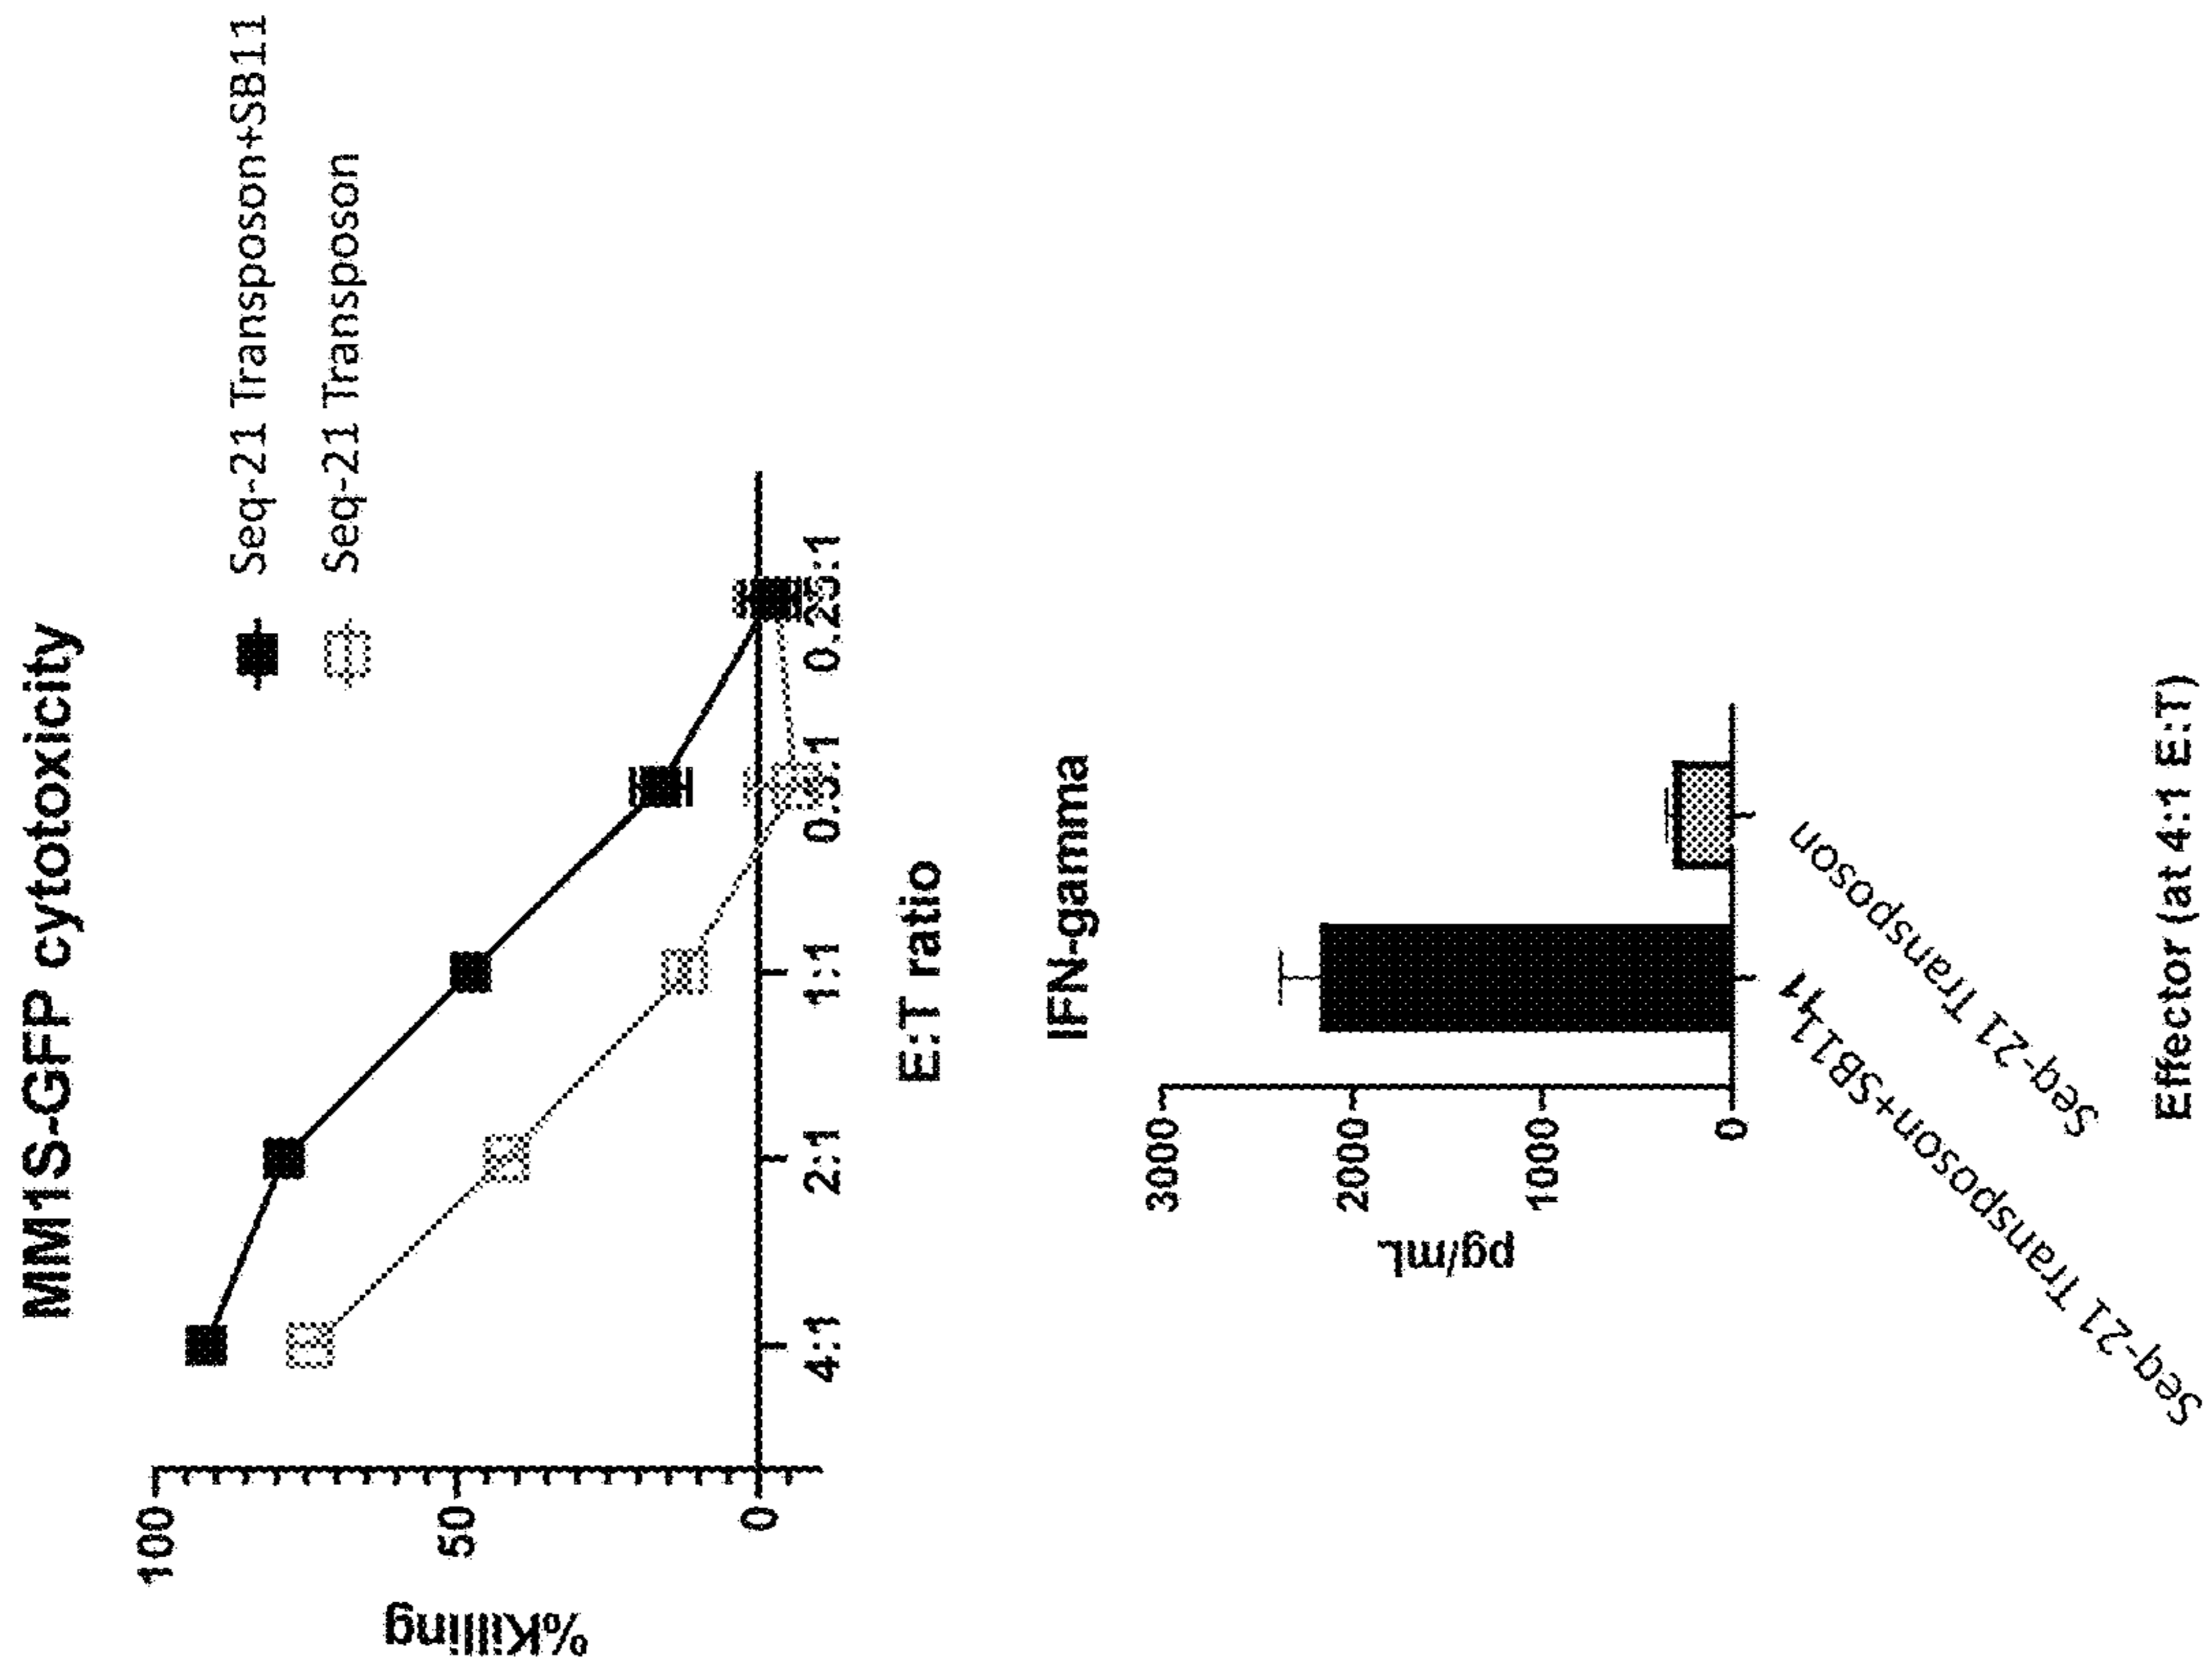 MM1S-GFP cytotoxicity
Seq-21 Transposon+SB11
Seq-21 Transposon
%Killing
100
50
0
4:1
2:1
1:1
0.5:1
0.25:1
E:T ratio
IFN-gamma
pg/mL
3000
2000
1000
0
Seq-21 Transposon+SB11
Seq-21 Transposon
Effector (at 4:1 E:T)